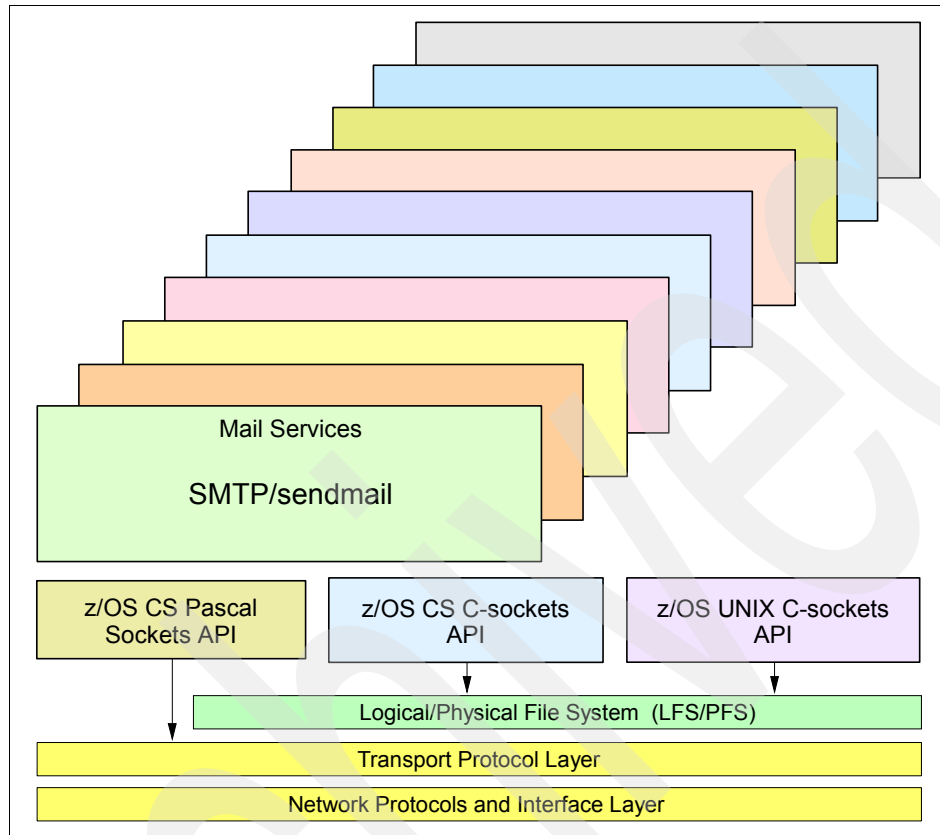 Mail Services
SMTP/sendmail
z/OS CS Pascal
Sockets API
z/OS CS C-sockets
API
z/OS UNIX C-sockets
API
Logical/Physical File System (LFS/PFS)
Transport Protocol Layer
Network Protocols and Interface Layer